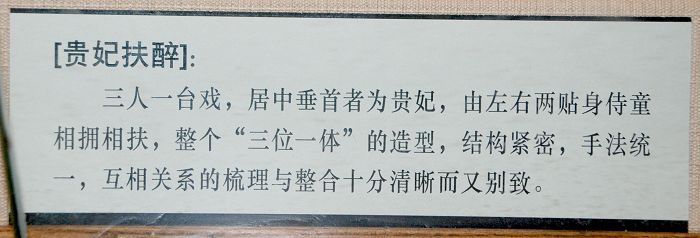 [贵妃扶醉]:
三人一台戏，居中垂首者为贵妃，由左右两贴身侍童
相拥相扶，整个“三位一体”的造型，结构紧密，手法统
一，互相关系的梳理与整合十分清晰而又别致。